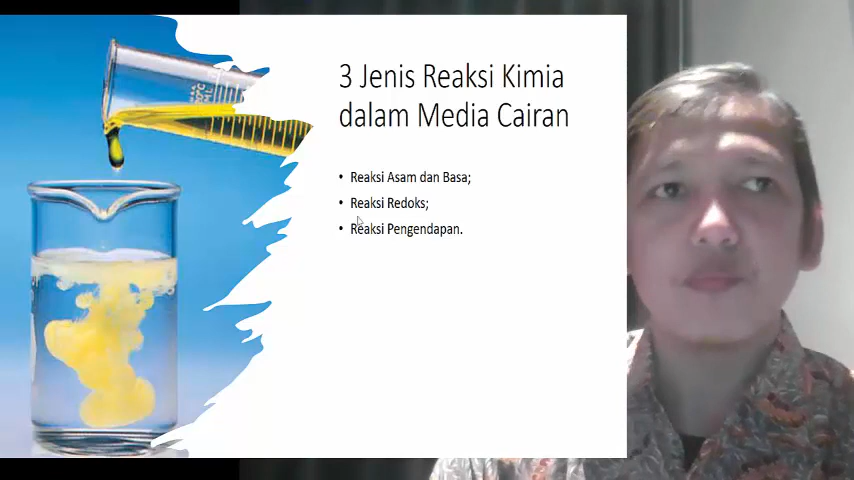 3 Jenis Reaksi Kimia
dalam Media Cairan
• Reaksi Asam dan Basa;
• Reaksi Redoks;
• Reaksi Pengendapan.